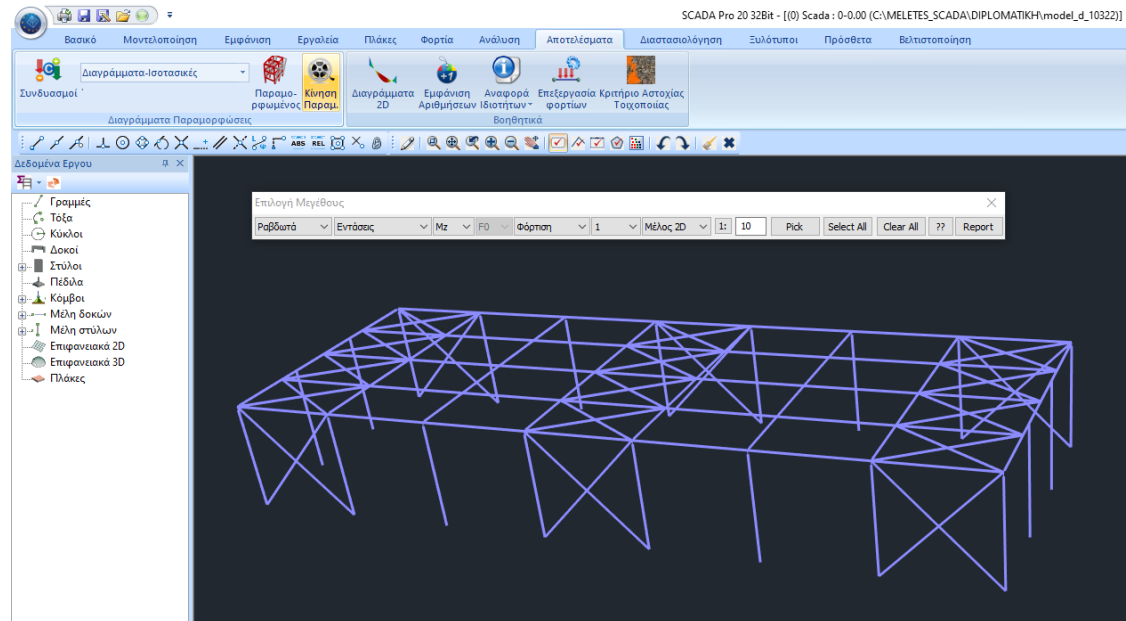 SCADA Pro 20 32Bit - [(0) Scada : 0-0.00 (C:\MELETES_SCADA\DIPLOMATIKH\model_d_10322)]
Βασικό Μοντελοποίηση Εμφάνιση Εργαλεία Πλάκες Φορτία Ανάλυση Αποτελέσματα Διαστασιολόγηση Ξυλότυποι Πρόσθετα Βελτιστοποίηση
Συνδυασμοί
Διαγράμματα-Ισοτασικές
Παραμο-
ρφωμένος
Κίνηση
Παραμ.
Διαγράμματα
2D
Εμφάνιση
Αριθμήσεων
Αναφορά
Ιδιοτήτων
Επεξεργασία
φορτίων
Κριτήριο Αστοχίας
Τοιχοποιίας
Διαγράμματα Παραμορφώσεις
Βοηθητικά
ABS REL
Δεδομένα Εργου
Γραμμές
Τόξα
Κύκλοι
Δοκοί
Στύλοι
Πέδιλα
Κόμβοι
Μέλη δοκών
Μέλη στύλων
Επιφανειακά 2D
Επιφανειακά 3D
Πλάκες
Επιλογή Μεγέθους
Ραβδωτά Εντάσεις Mz F0 Φόρτιση 1 Μέλος 2D 1: 10 Pick Select All Clear All ?? Report